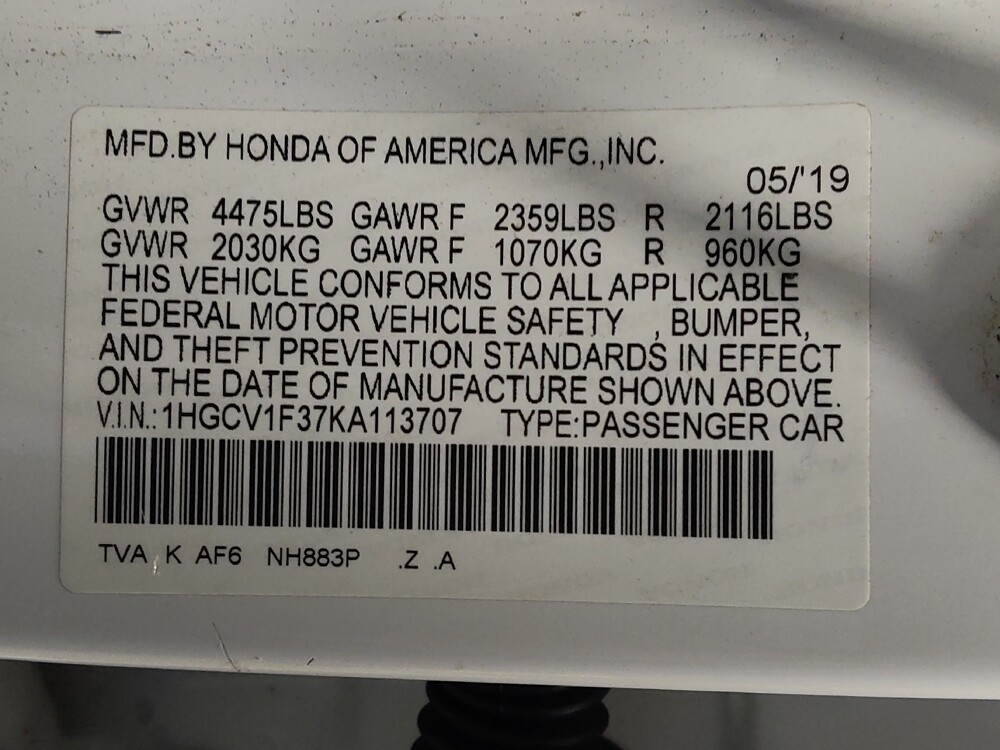 MFD.BY HONDA OF AMERICA MFG.,INC.
05/'19
GVWR 4475LBS GAWR F 2359LBS R 2116LBS
GVWR 2030KG GAWR F 1070KG R 960KG
THIS VEHICLE CONFORMS TO ALL APPLICABLE
FEDERAL MOTOR VEHICLE SAFETY , BUMPER,
AND THEFT PREVENTION STANDARDS IN EFFECT
ON THE DATE OF MANUFACTURE SHOWN ABOVE.
V.I.N.:1HGCV1F37KA113707 TYPE:PASSENGER CAR
TVA K AF6 NH883P .Z .A